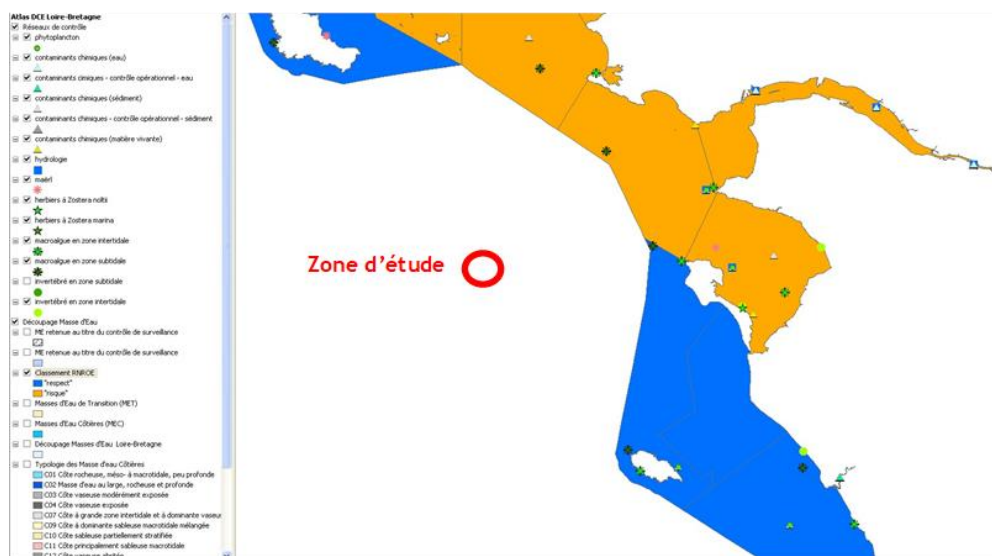 Atlas DCE Loire-Bretagne
Réseaux de contrôle
phytoplancton
contaminants chimiques (eau)
contaminants cimiques - contrôle opérationnel - eau
contaminants chimiques (sédiment)
contaminants chimiques - contrôle opérationnel - sédiment
contaminants chimiques (matière vivante)
hydrologie
maërl
herbiers à Zostera noltii
herbiers à Zostera marina
macroalgue en zone intertidale
macroalgue en zone subtidale
invertébré en zone subtidale
invertébré en zone intertidale
Découpage Masse d'Eau
ME retenue au titre du contrôle de surveillance
ME retenue au titre du contrôle de surveillance
Classement RNROE
"respect"
"risque"
Masses d'Eau de Transition (MET)
Masses d'Eau Côtières (MEC)
Découpage Masses d'Eau Loire-Bretagne
Typologie des Masse d'eau Côtières
C01 Côte rocheuse, méso- à macrotidale, peu profonde
C02 Masse d'eau au large, rocheuse et profonde
C03 Côte vaseuse modérément exposée
C04 Côte vaseuse exposée
C07 Côte à grande zone intertidale et à dominante vaseus
C09 Côte à dominante sableuse macrotidale mélangée
C10 Côte sableuse partiellement stratifiée
C11 Côte principalement sableuse macrotidale
Zone d'étude